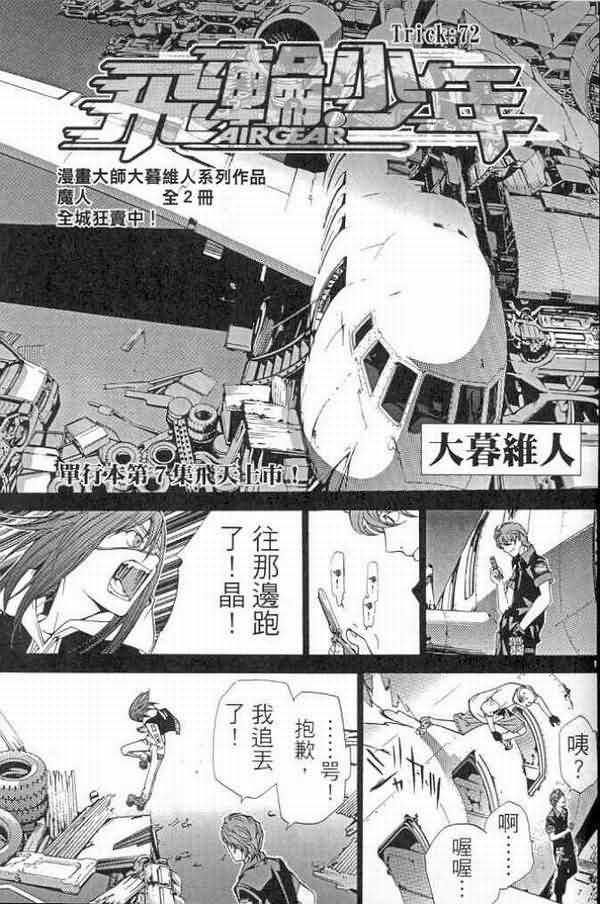 Trick:72
飛輪少年
AIRGEAR
漫畫大師大暮維人系列作品
魔人 全2冊
全城狂賣中！
大暮維人
單行本第7集飛天上市！
往那邊跑
了！晶！
咦？
啊……
喔喔…
……咢！
抱歉，
我追丟
了！